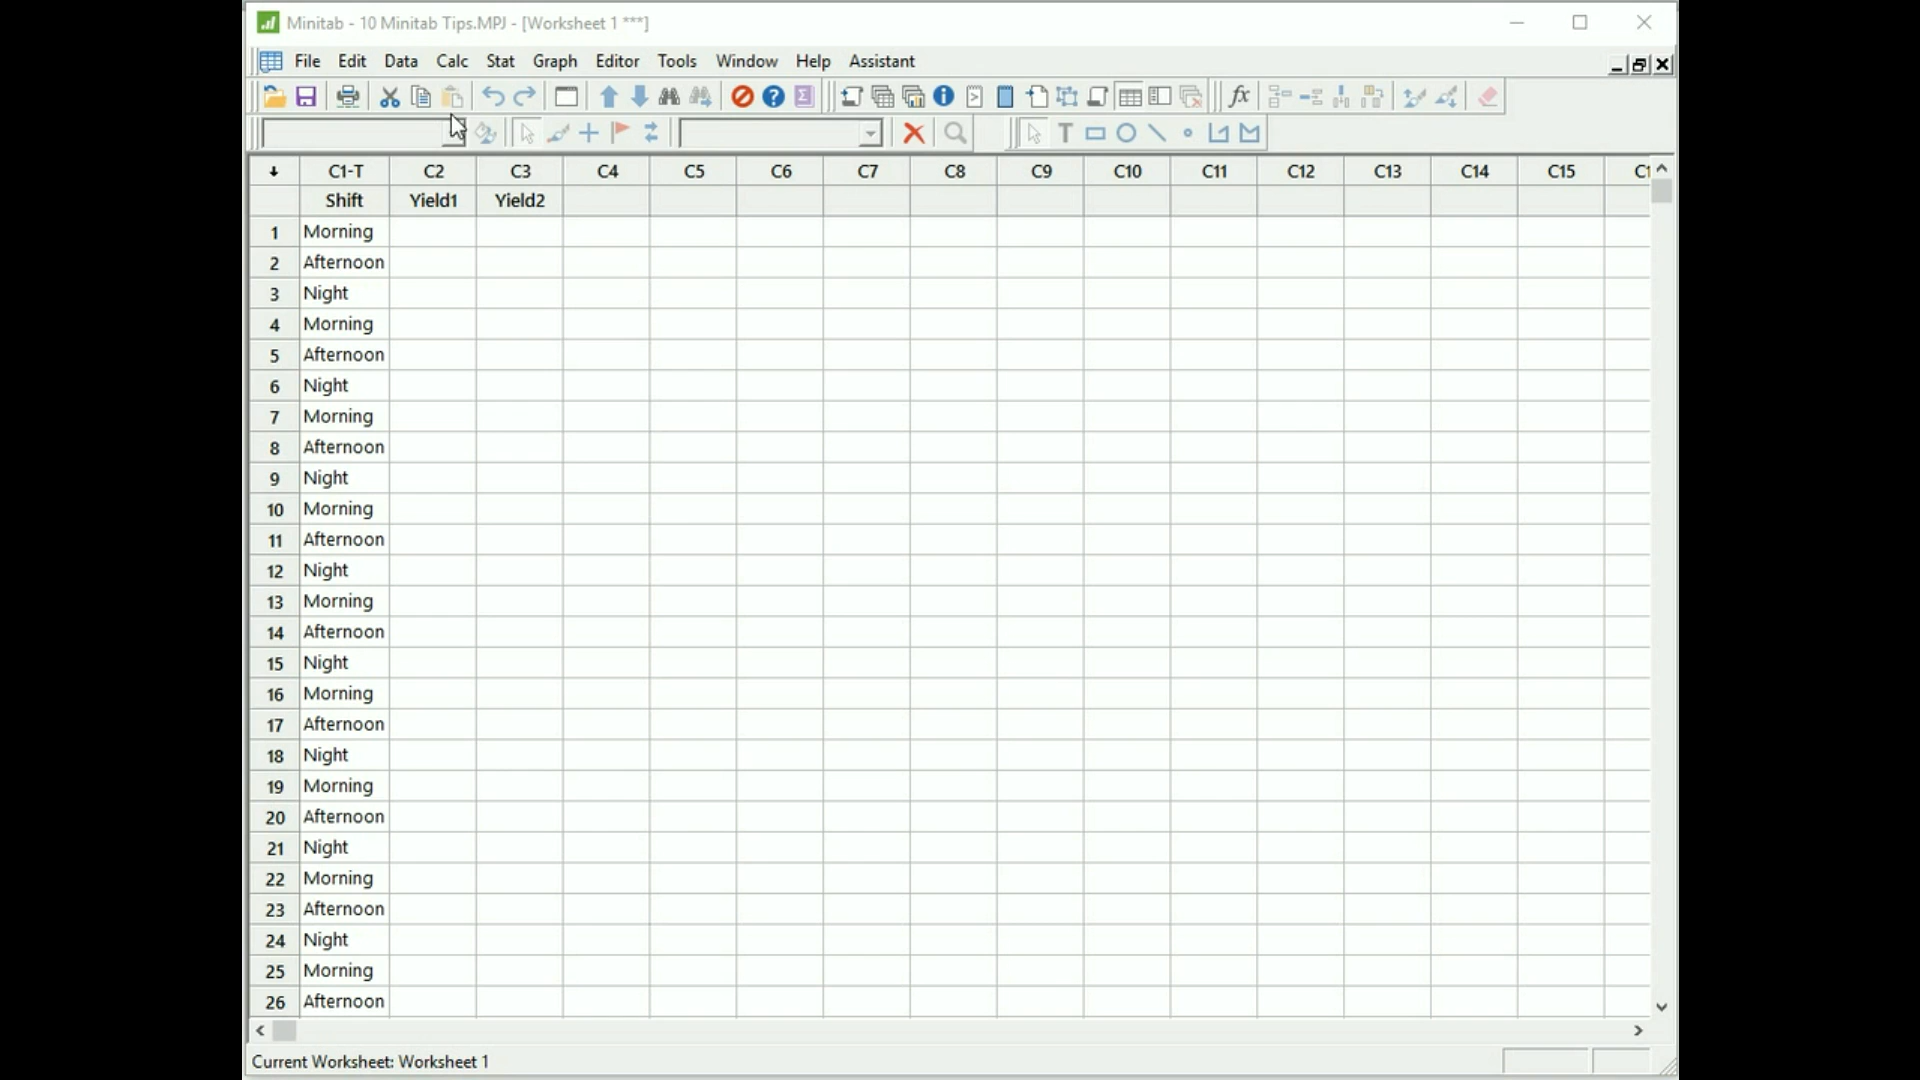 Minitab - 10 Minitab Tips.MPJ - [Worksheet 1 ***]
File Edit Data Calc Stat Graph Editor Tools Window Help Assistant
C1-T C2 C3 C4 C5 C6 C7 C8 C9 C10 C11 C12 C13 C14 C15
Shift Yield1 Yield2
1 Morning
2 Afternoon
3 Night
4 Morning
5 Afternoon
6 Night
7 Morning
8 Afternoon
9 Night
10 Morning
11 Afternoon
12 Night
13 Morning
14 Afternoon
15 Night
16 Morning
17 Afternoon
18 Night
19 Morning
20 Afternoon
21 Night
22 Morning
23 Afternoon
24 Night
25 Morning
26 Afternoon
Current Worksheet: Worksheet 1